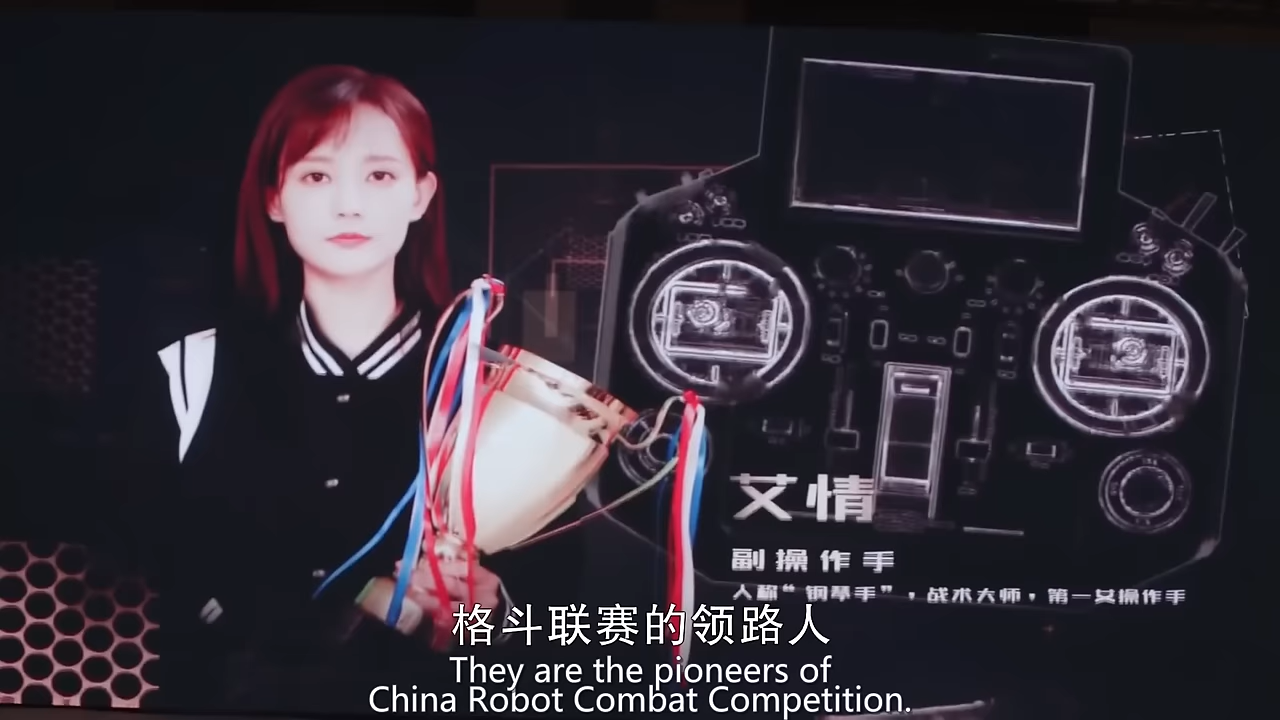 艾情
副操作手
人称“钢琴手”，战术大师，第一女操作手
格斗联赛的领路人
They are the pioneers of
China Robot Combat Competition.